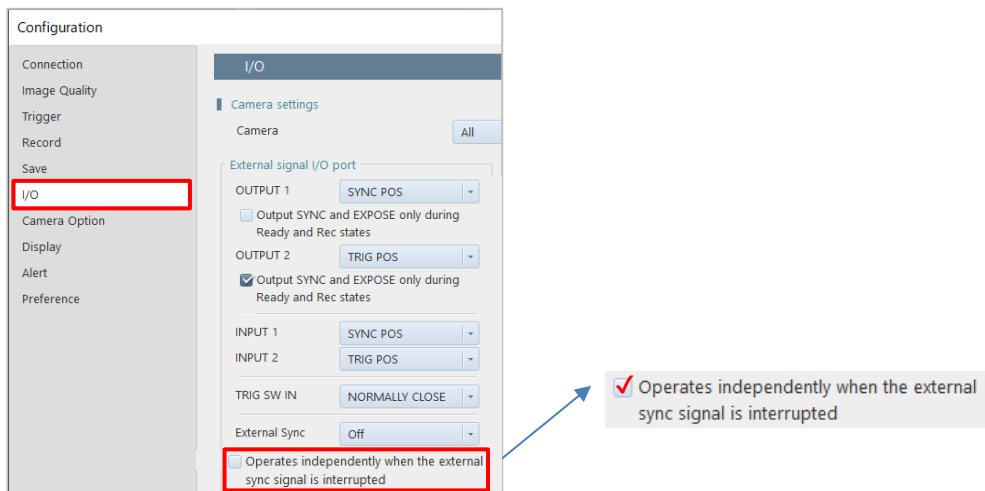 Configuration
Connection
Image Quality
Trigger
Record
Save
I/O
Camera Option
Display
Alert
Preference
I/O
Camera settings
Camera All
External signal I/O port
OUTPUT 1 SYNC POS
Output SYNC and EXPOSE only during
Ready and Rec states
OUTPUT 2 TRIG POS
Output SYNC and EXPOSE only during
Ready and Rec states
INPUT 1 SYNC POS
INPUT 2 TRIG POS
TRIG SW IN NORMALLY CLOSE
External Sync Off
Operates independently when the external
sync signal is interrupted
Operates independently when the external
sync signal is interrupted